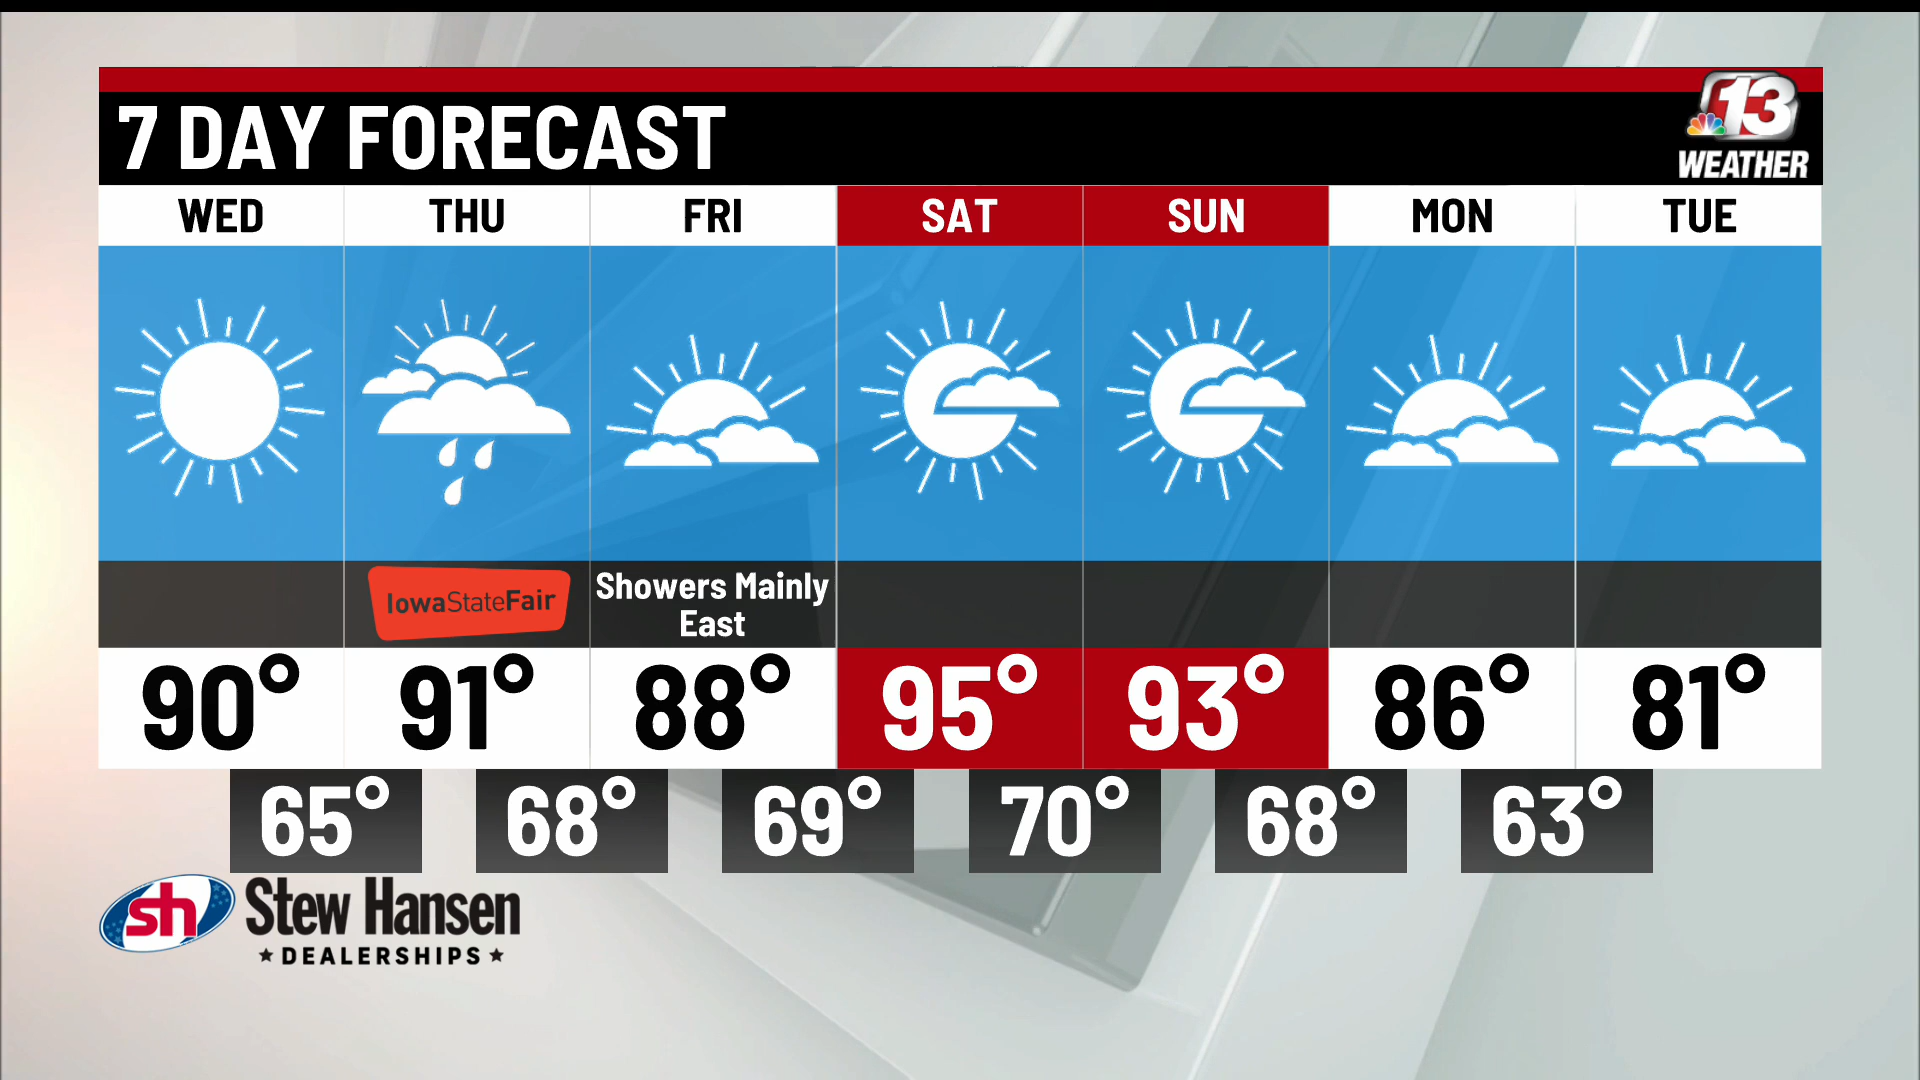 7 DAY FORECAST
13
WEATHER
WED THU FRI SAT SUN MON TUE
IowaStateFair
Showers Mainly
East
90° 91° 88° 95° 93° 86° 81°
65° 68° 69° 70° 68° 63°
sh Stew Hansen
★DEALERSHIPS★